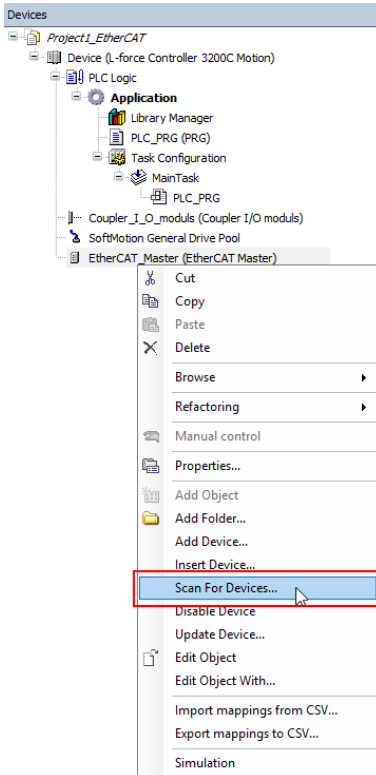 Devices
Project1_EtherCAT
Device (L-force Controller 3200C Motion)
PLC Logic
Application
Library Manager
PLC_PRG (PRG)
Task Configuration
MainTask
PLC_PRG
Coupler_I_O_moduls (Coupler I/O moduls)
SoftMotion General Drive Pool
EtherCAT_Master (EtherCAT Master)
Cut
Copy
Paste
Delete
Browse
Refactoring
Manual control
Properties...
Add Object
Add Folder...
Add Device...
Insert Device...
Scan For Devices...
Disable Device
Update Device...
Edit Object
Edit Object With...
Import mappings from CSV...
Export mappings to CSV...
Simulation